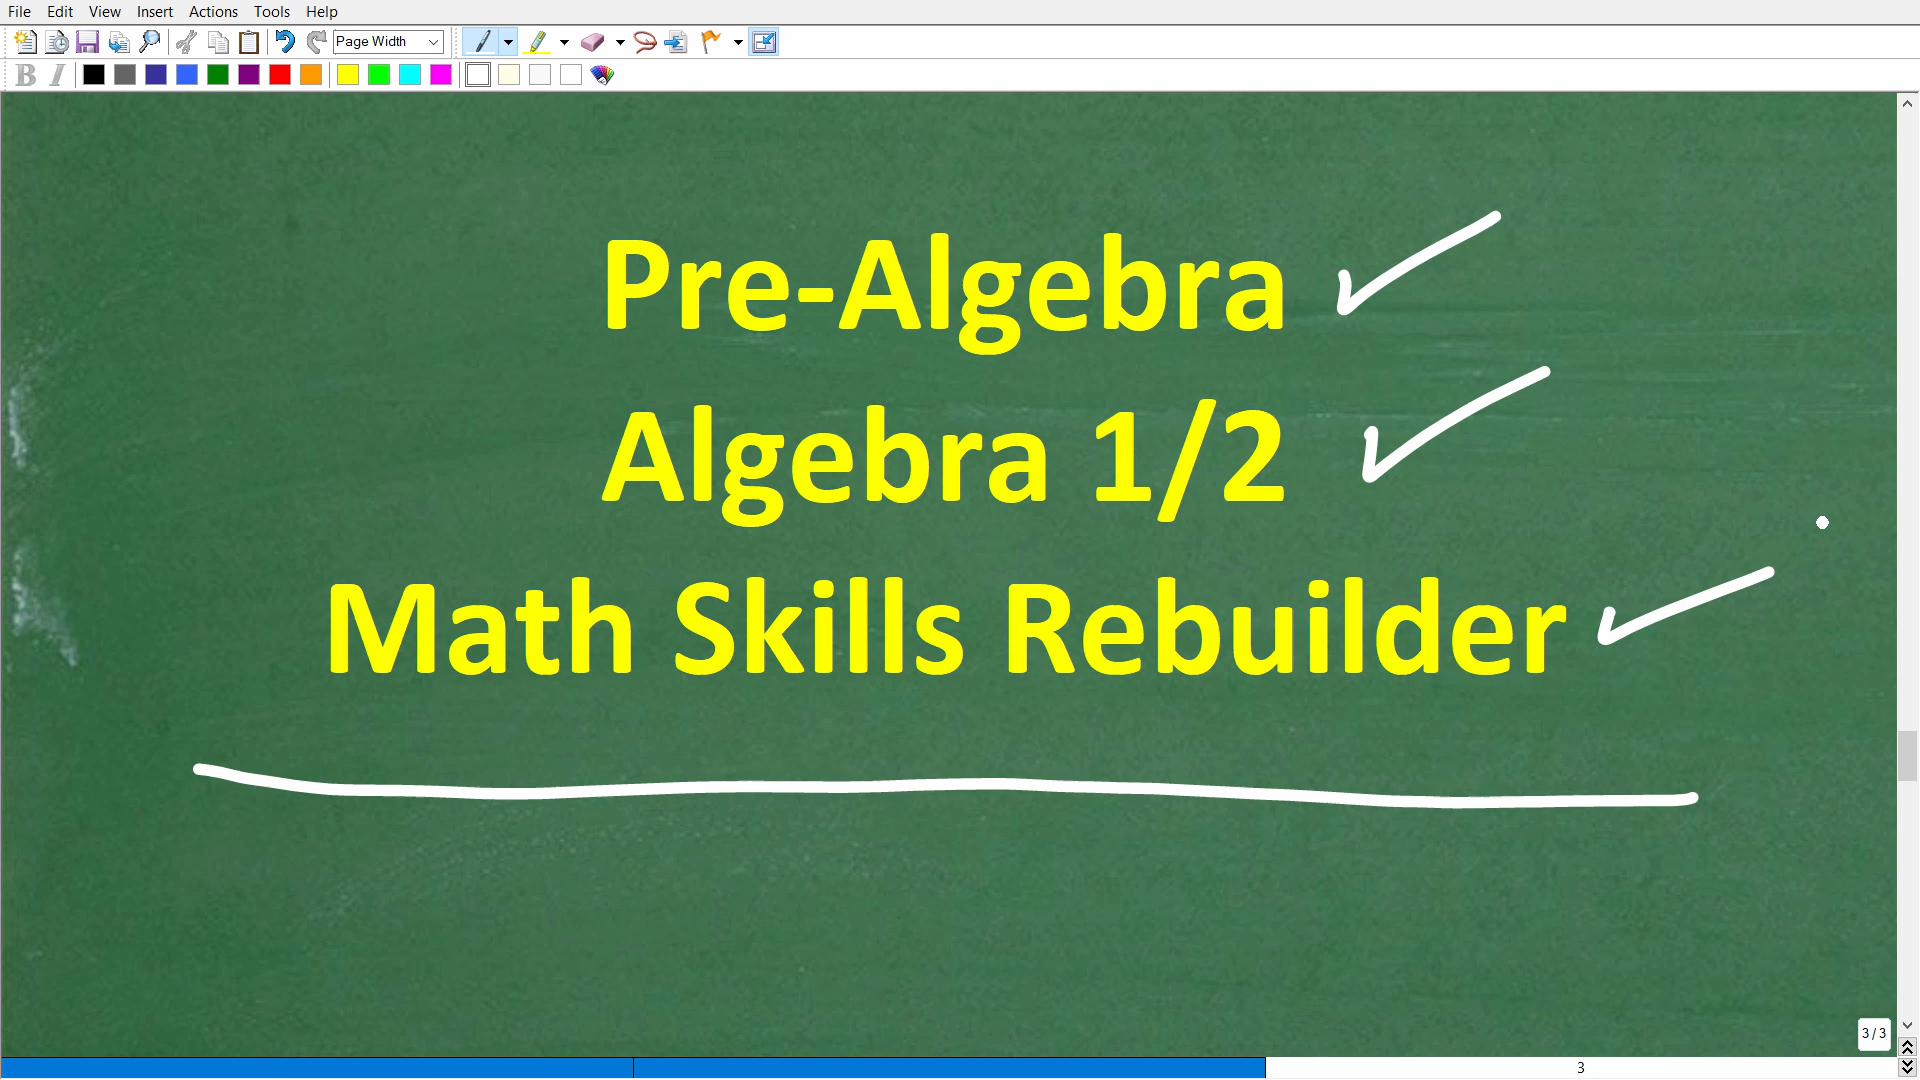 File Edit View Insert Actions Tools Help
Page Width
B I
Pre-Algebra
Algebra 1/2
Math Skills Rebuilder
3 / 3
3